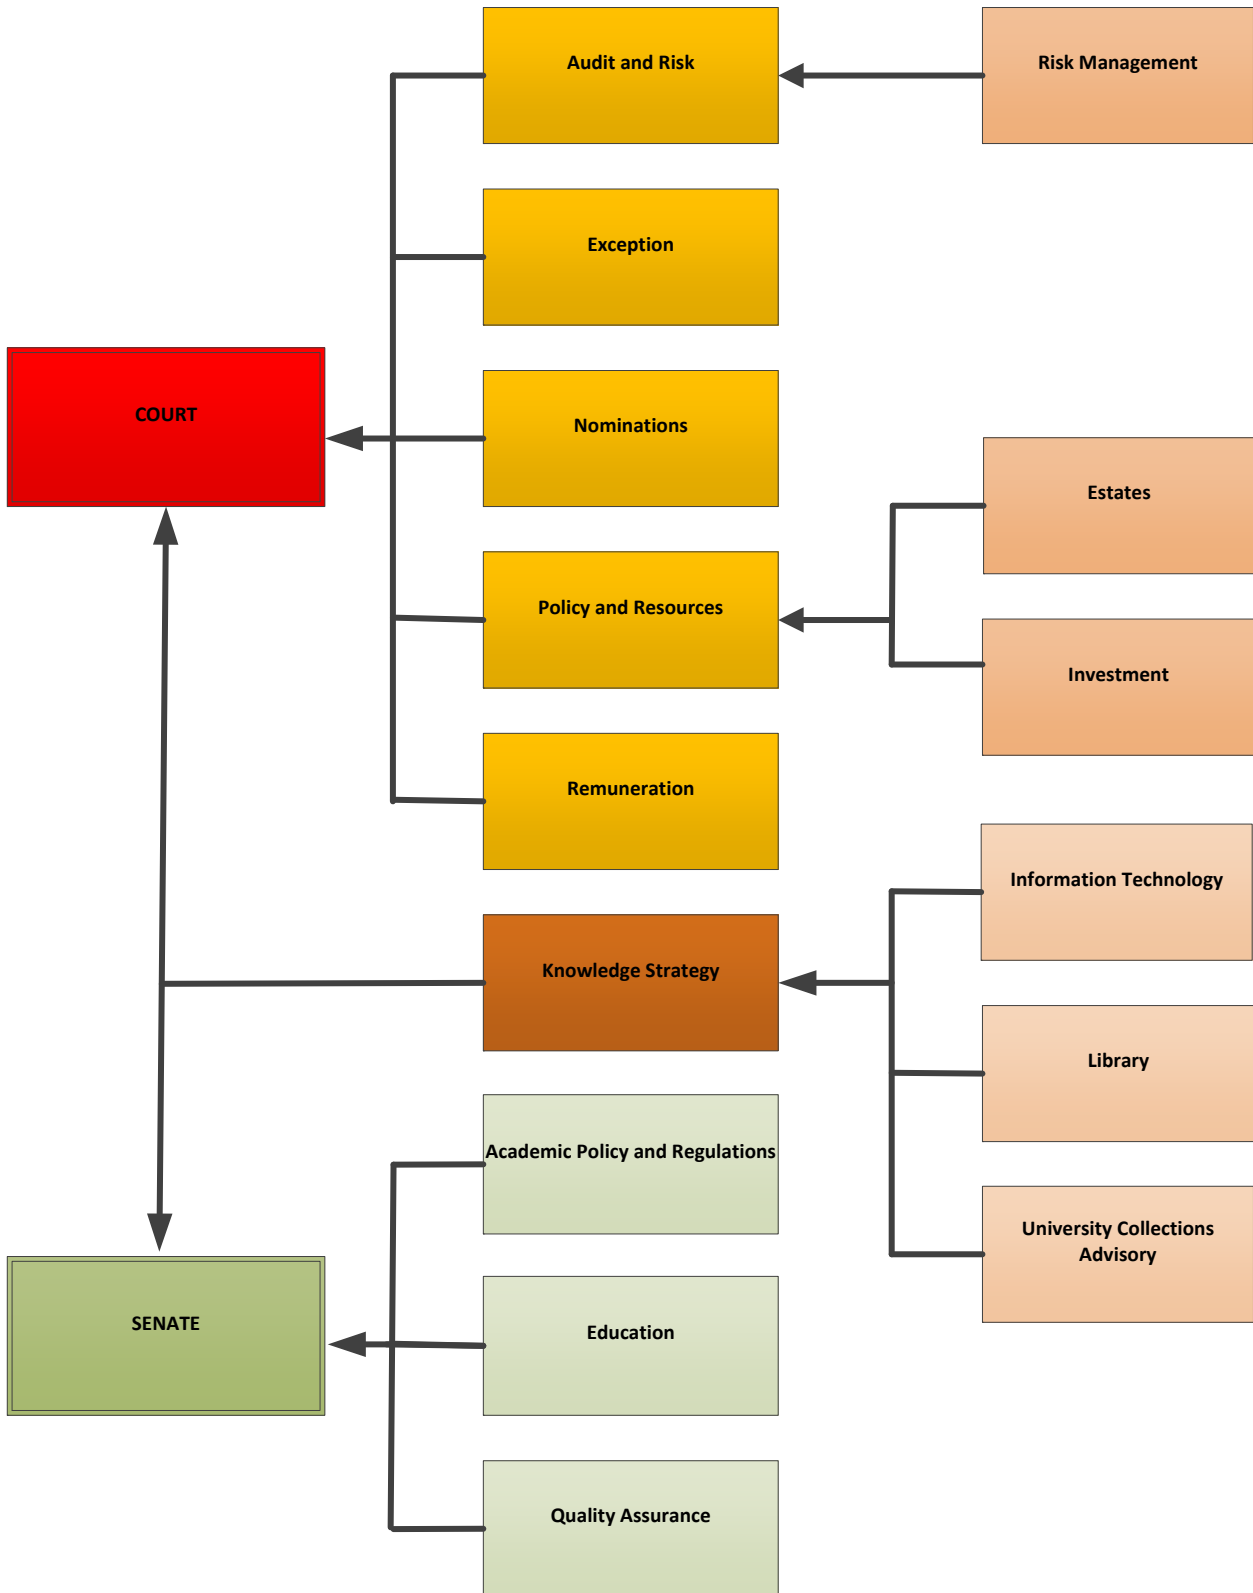 Audit and Risk
Risk Management
Exception
COURT
Nominations
Estates
Policy and Resources
Investment
Remuneration
Information Technology
Knowledge Strategy
Library
Academic Policy and Regulations
University Collections
Advisory
SENATE
Education
Quality Assurance